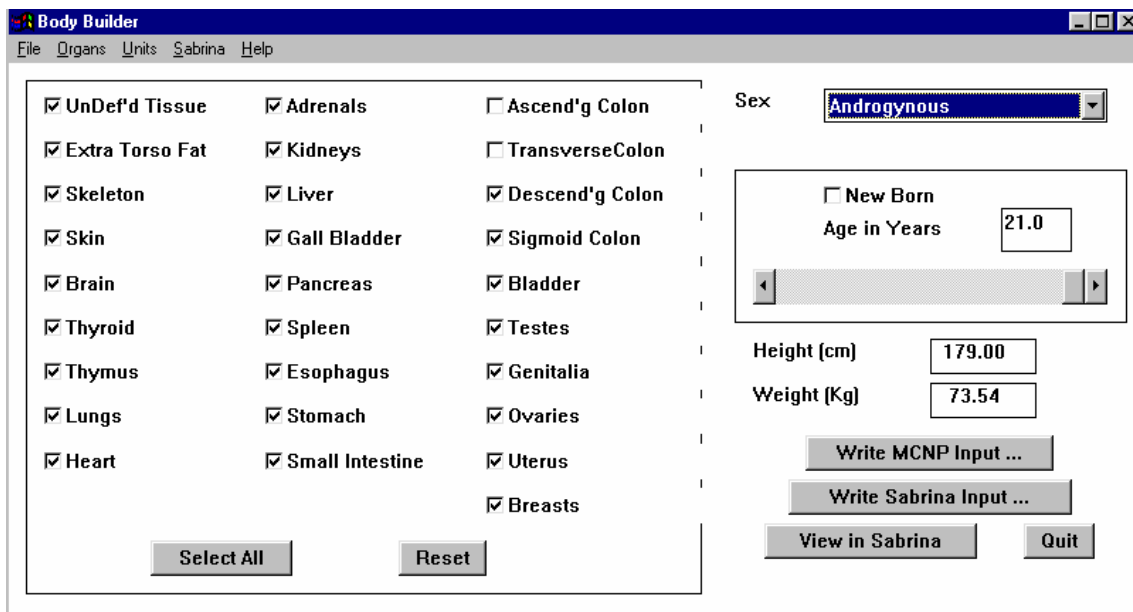 Body Builder
File Organs Units Sabrina Help
UnDef'd Tissue
Extra Torso Fat
Skeleton
Skin
Brain
Thyroid
Thymus
Lungs
Heart
Adrenals
Kidneys
Liver
Gall Bladder
Pancreas
Spleen
Esophagus
Stomach
Small Intestine
Ascend'g Colon
TransverseColon
Descend'g Colon
Sigmoid Colon
Bladder
Testes
Genitalia
Ovaries
Uterus
Breasts
Select All
Reset
Sex Androgynous
New Born
Age in Years 21.0
Height (cm) 179.00
Weight (Kg) 73.54
Write MCNP Input ...
Write Sabrina Input ...
View in Sabrina
Quit